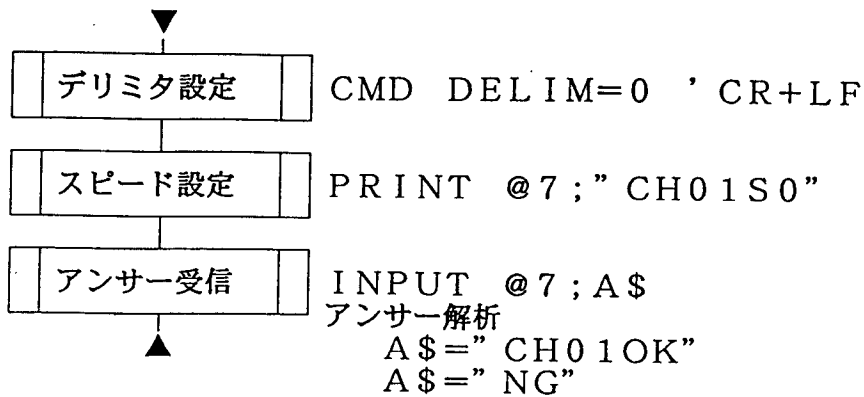 デリミタ設定 CMD DELIM=0 ’CR+LF
スピード設定 PRINT @7;”CH01S0”
アンサー受信 INPUT @7;A$
アンサー解析
A$=”CH01OK”
A$=”NG”